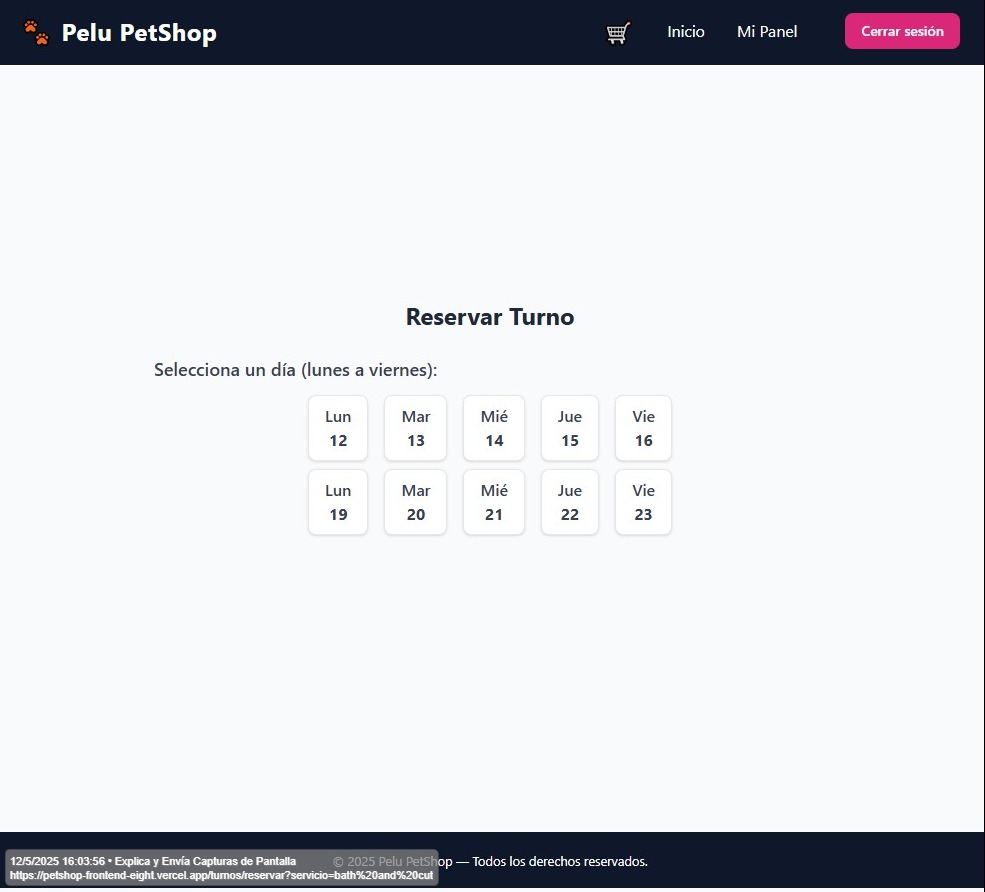 Pelu PetShop
Inicio
Mi Panel
Cerrar sesión
Reservar Turno
Selecciona un día (lunes a viernes):
Lun
12
Mar
13
Mié
14
Jue
15
Vie
16
Lun
19
Mar
20
Mié
21
Jue
22
Vie
23
© 2025 Pelu PetShop — Todos los derechos reservados.
12/5/2025 16:03:56 • Explica y Envía Capturas de Pantalla
https://petshop-frontend-eight.vercel.app/turnos/reservar?servicio=bath%20and%20cut